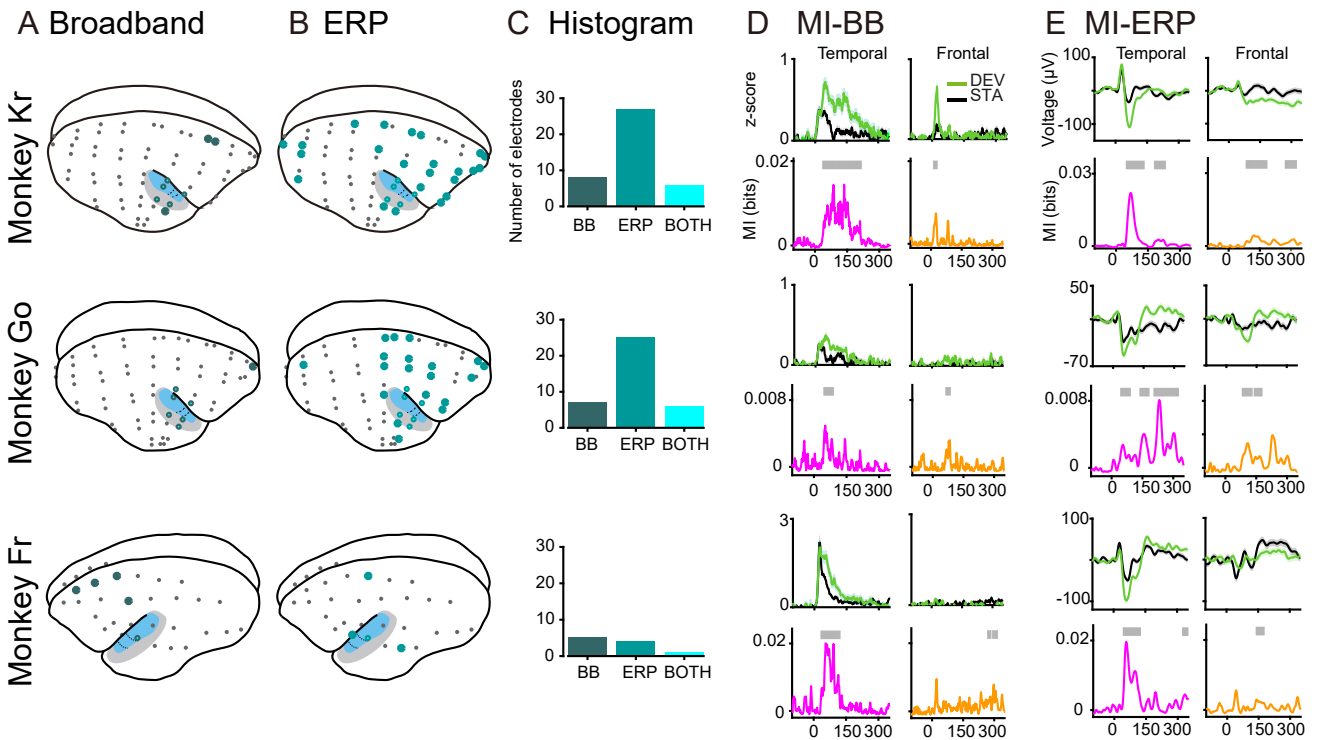 A Broadband
B ERP
C Histogram
D MI-BB
E MI-ERP
Monkey Kr
Number of electrodes
30
20
10
0
BB ERP BOTH
Temporal Frontal
z-score
1
0
DEV
STA
MI (bits)
0.02
0
0 150 300 0 150 300
Temporal Frontal
Voltage (µV)
100
-100
MI (bits)
0.03
0
0 150 300 0 150 300
Monkey Go
30
20
10
0
BB ERP BOTH
1
0
0.008
0
0 150 300 0 150 300
50
-70
0.008
0
0 150 300 0 150 300
Monkey Fr
30
20
10
0
BB ERP BOTH
3
0
0.02
0
0 150 300 0 150 300
100
-100
0.02
0
0 150 300 0 150 300